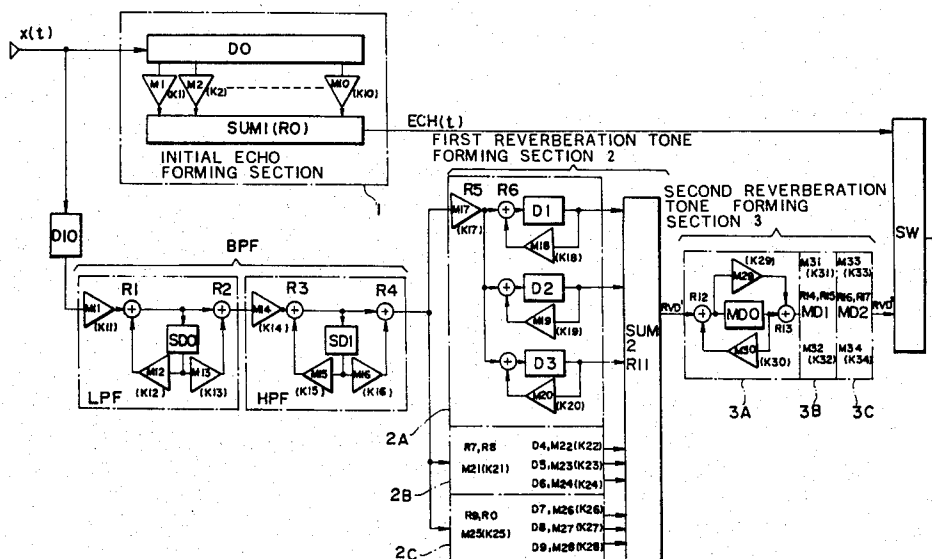 x(t)
DO
M1
(K1)
M2
(K2)
M10
(K10)
SUM1(RO)
INITIAL ECHO
FORMING SECTION
1
ECH(t)
FIRST REVERBERATION TONE
FORMING SECTION 2
SECOND REVERBERATION
TONE FORMING
SECTION 3
SW
D10
BPF
M11
(K11)
R1
SD0
M12
(K12)
M13
(K13)
R2
LPF
M14
(K14)
R3
SD1
M15
(K15)
M16
(K16)
R4
HPF
R5
M17
(K17)
R6
D1
M18
(K18)
D2
M19
(K19)
D3
M20
(K20)
2A
R7,R8
M21(K21)
D4,M22(K22)
D5,M23(K23)
D6,M24(K24)
2B
R9,RO
M25(K25)
D7,M26(K26)
D8,M27(K27)
D9,M28(K28)
2C
SUM
2
R11
RVD'
R12
(K29)
MD0
R13
M30
(K30)
3A
M31
(K31)
R14,R15
MD1
M32
(K32)
3B
M33
(K33)
R16,R17
MD2
M34
(K34)
3C